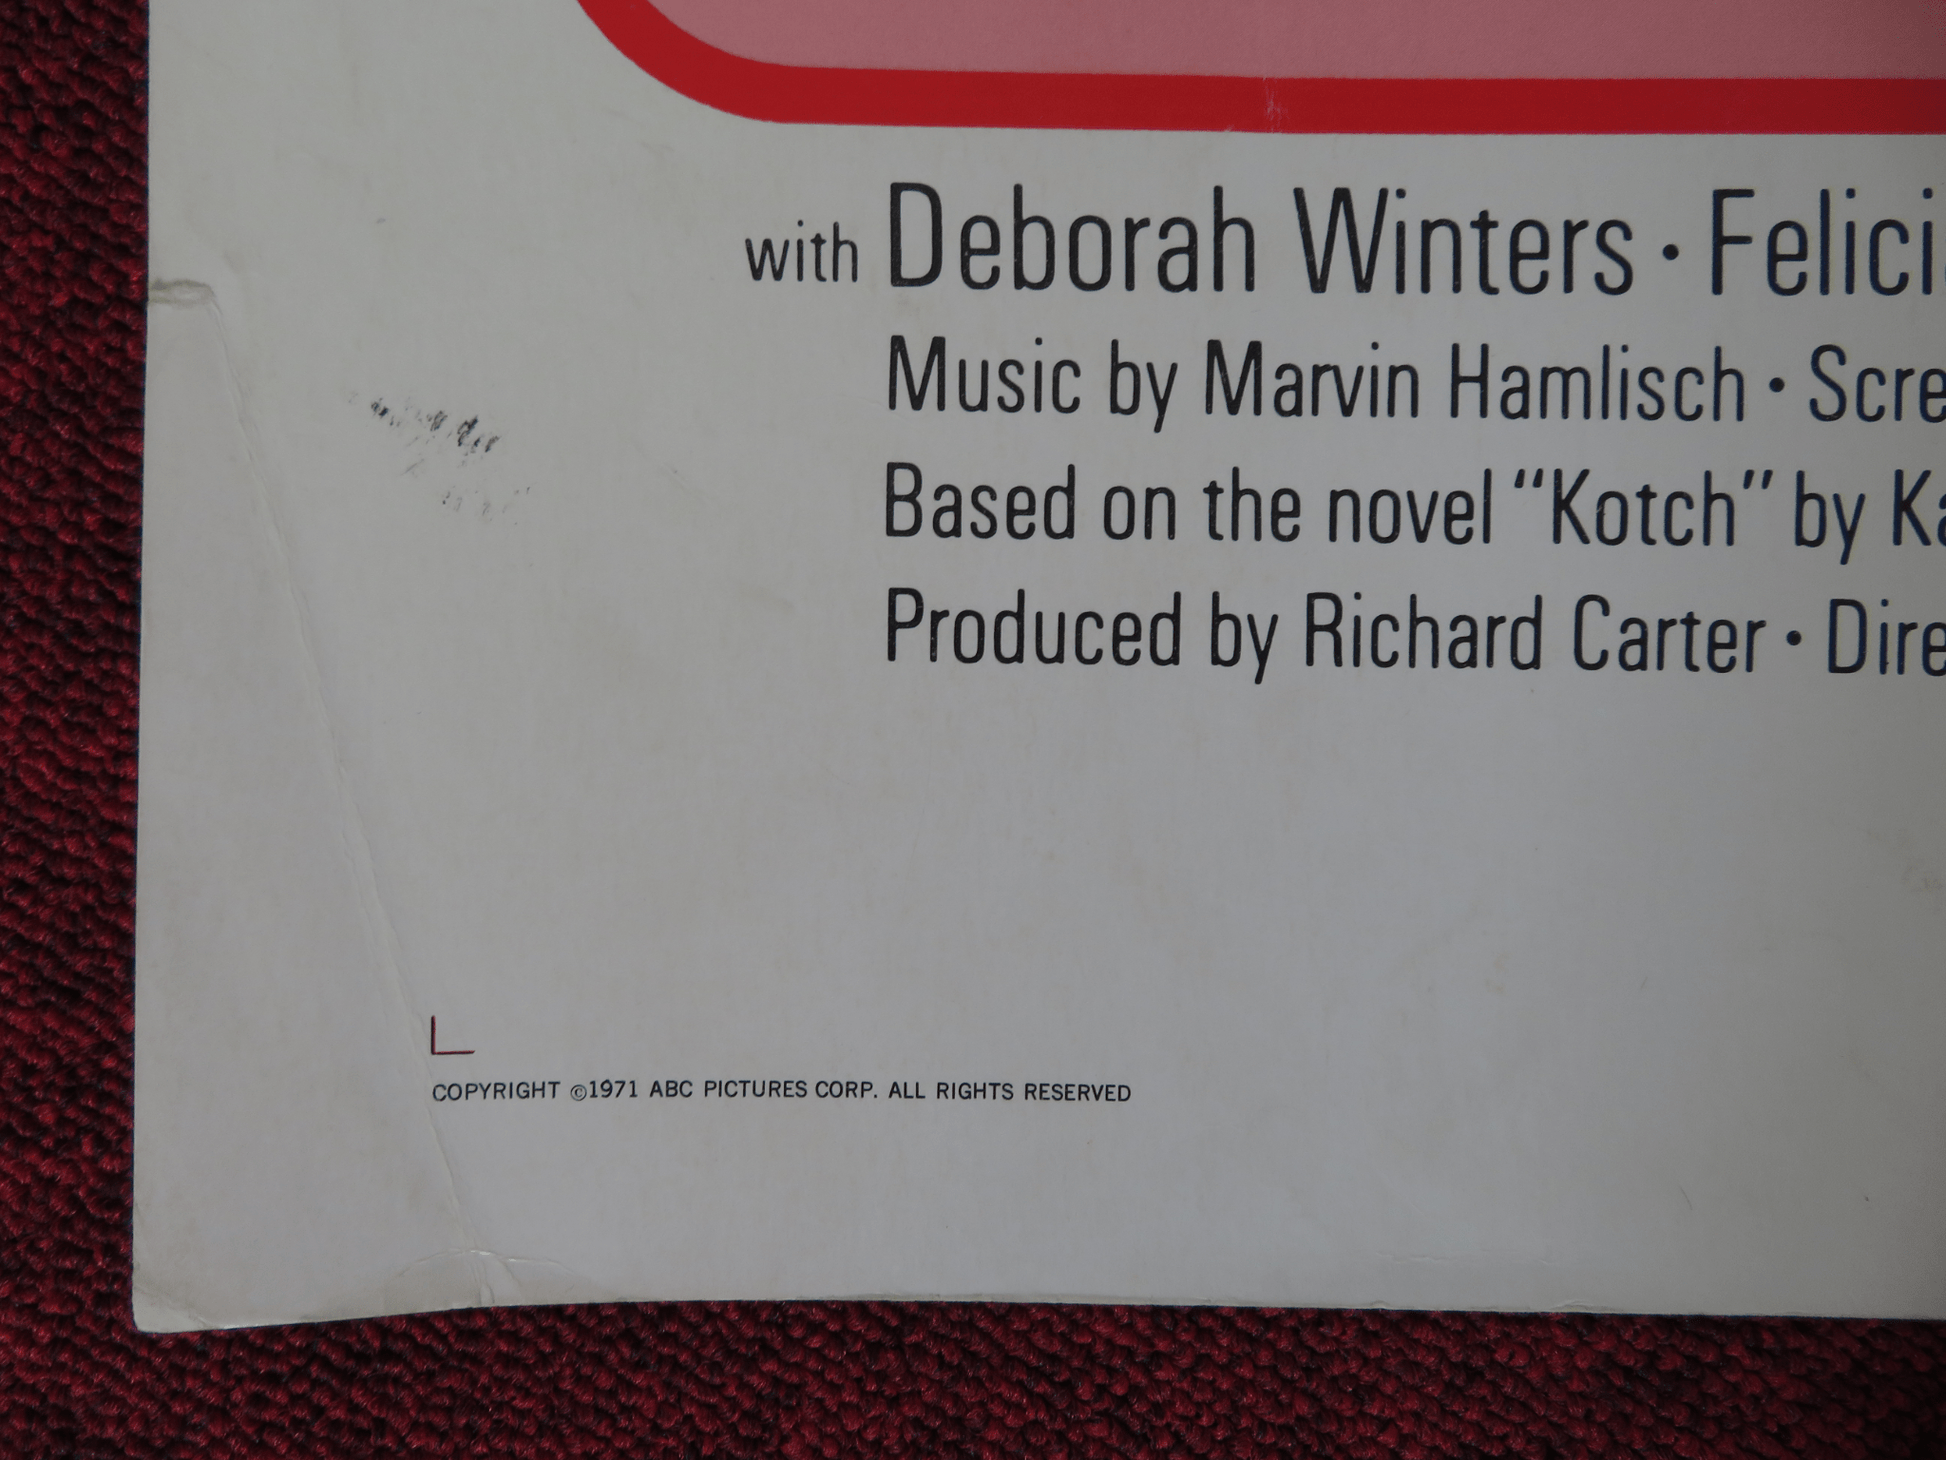 with Deborah Winters · Felici
Music by Marvin Hamlisch · Scre
Based on the novel “Kotch” by Ka
Produced by Richard Carter · Dire
COPYRIGHT ©1971 ABC PICTURES CORP. ALL RIGHTS RESERVED